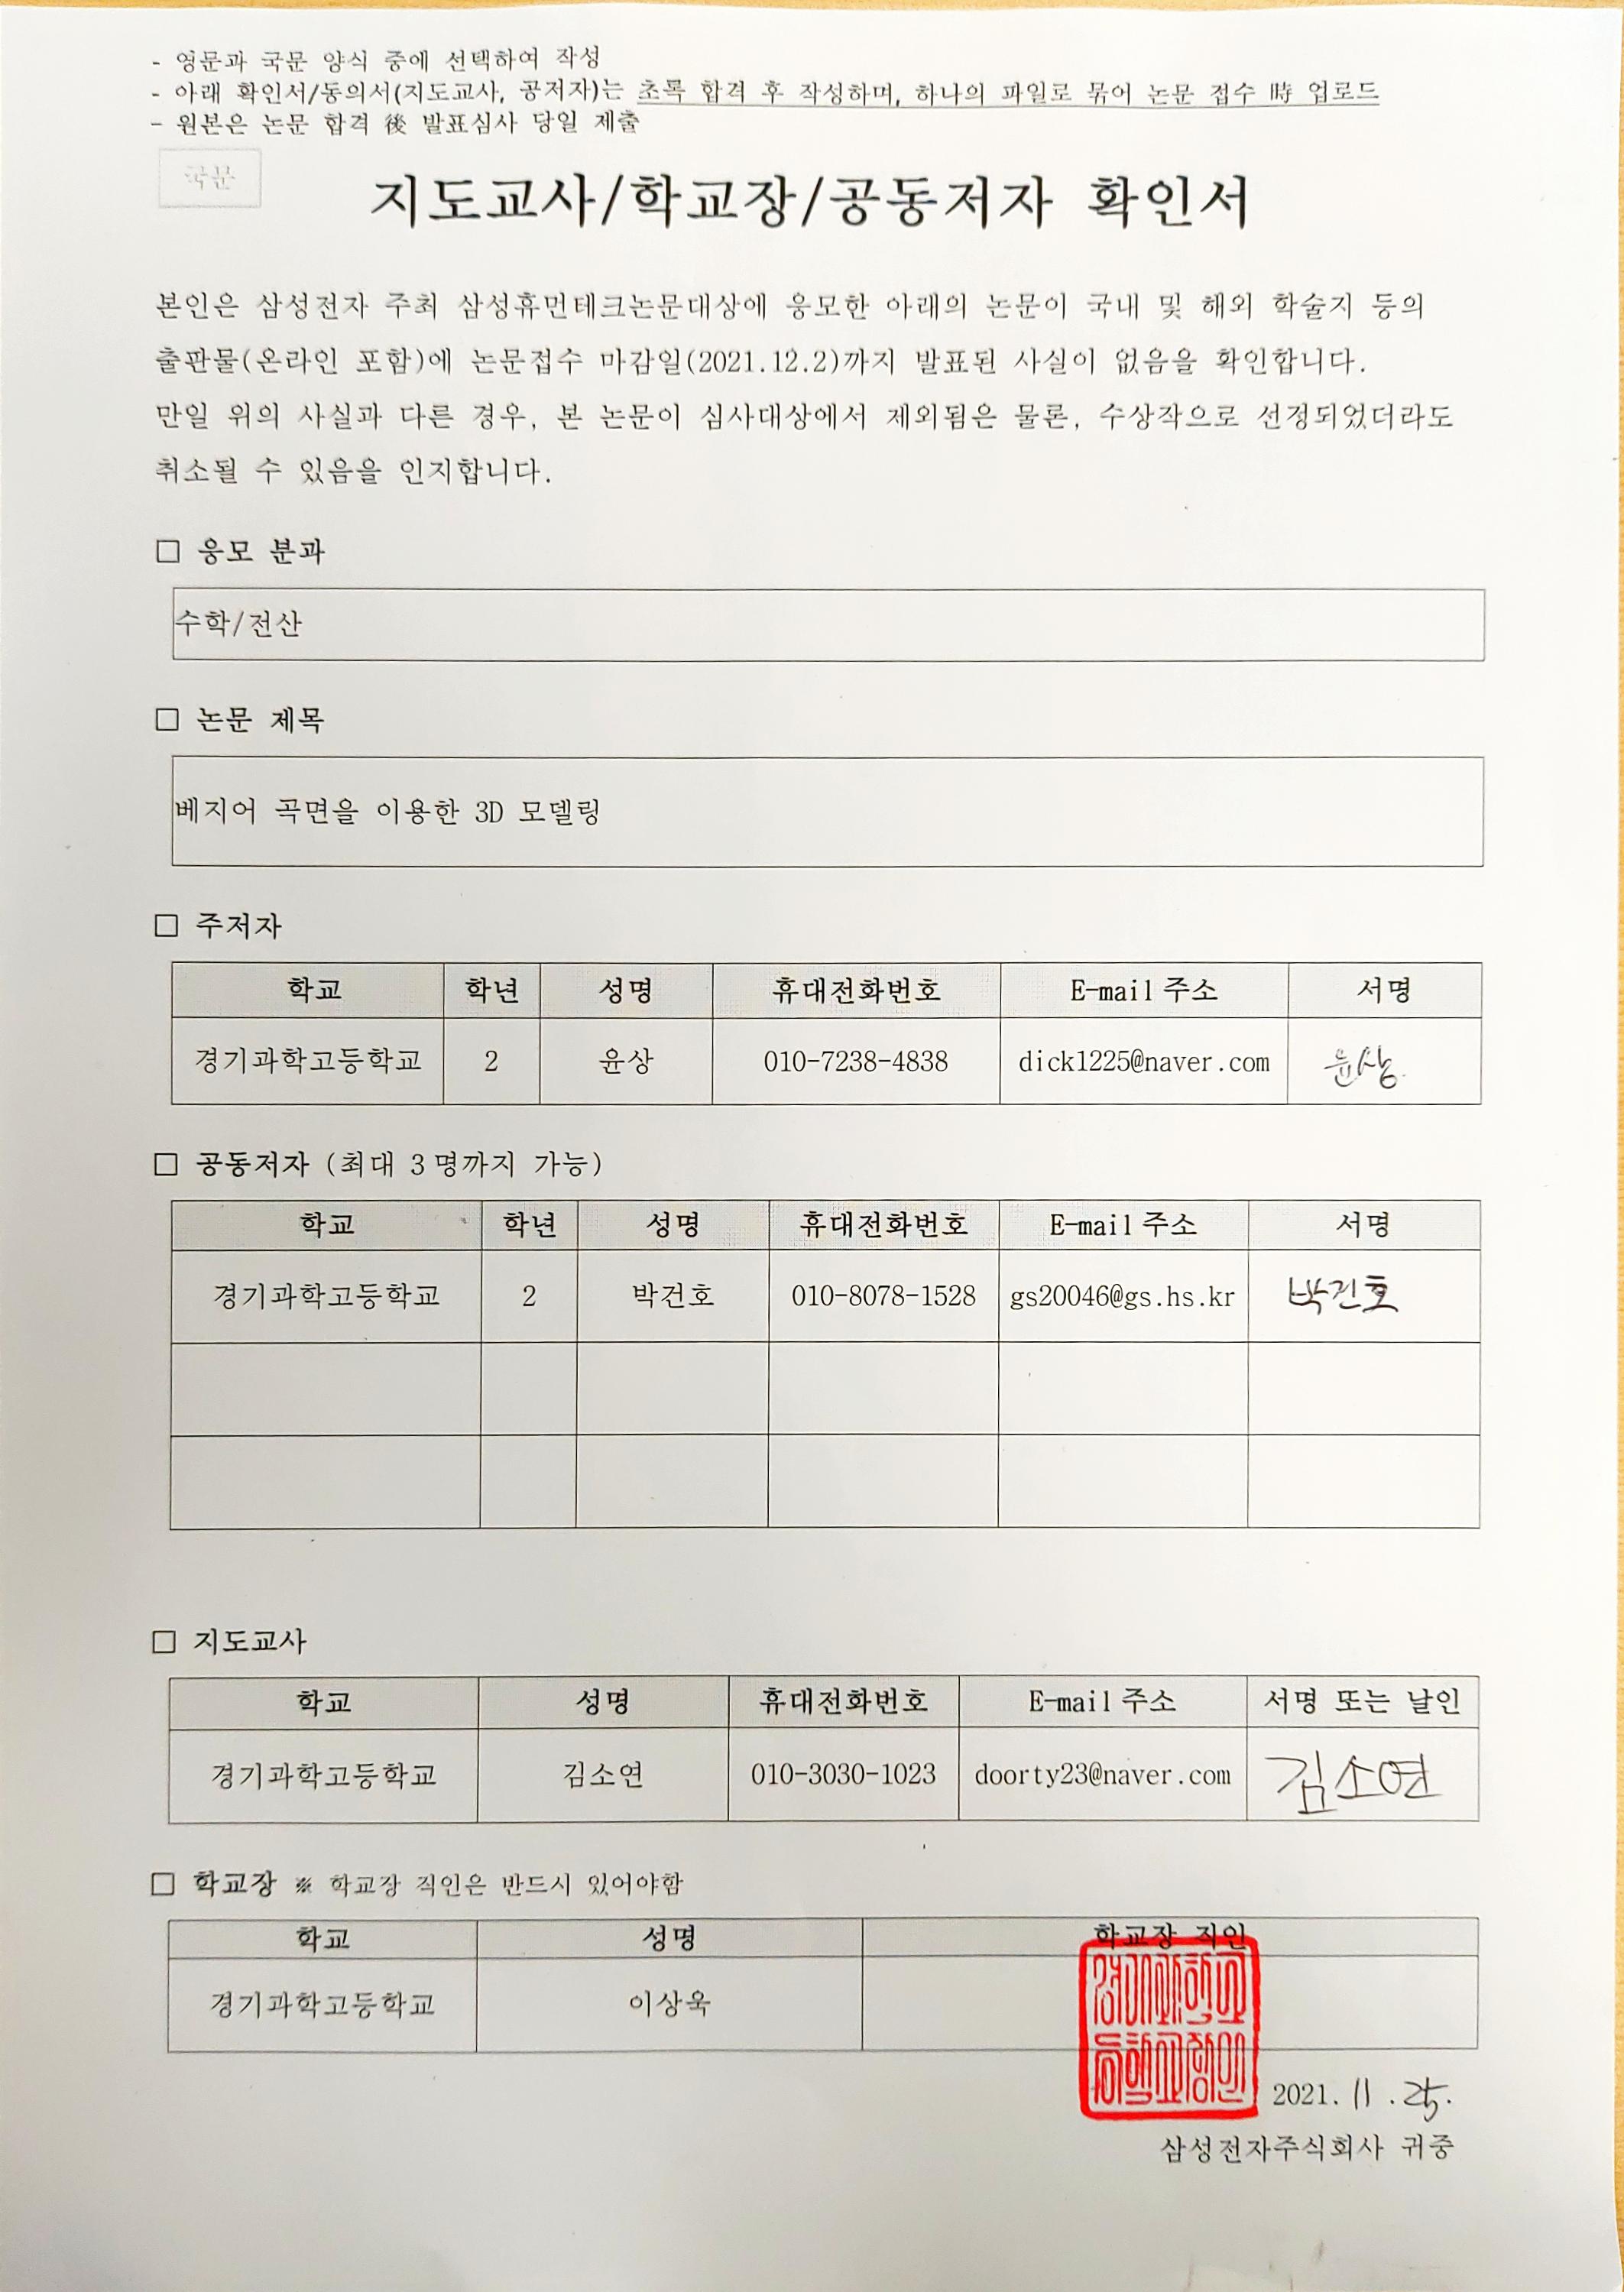 - 영문과 국문 양식 중에 선택하여 작성
- 아래 확인서/동의서(지도교사, 공저자)는 초록 합격 후 작성하며, 하나의 파일로 묶어 논문 접수 時 업로드
- 원본은 논문 합격 後 발표심사 당일 제출
국문
지도교사/학교장/공동저자 확인서
본인은 삼성전자 주최 삼성휴먼테크논문대상에 응모한 아래의 논문이 국내 및 해외 학술지 등의
출판물(온라인 포함)에 논문접수 마감일(2021.12.2)까지 발표된 사실이 없음을 확인합니다.
만일 위의 사실과 다른 경우, 본 논문이 심사대상에서 제외됨은 물론, 수상작으로 선정되었더라도
취소될 수 있음을 인지합니다.
□ 응모 분과
수학/전산
□ 논문 제목
베지어 곡면을 이용한 3D 모델링
□ 주저자
학교 학년 성명 휴대전화번호 E-mail 주소 서명
경기과학고등학교 2 윤상 010-7238-4838 dick1225@naver.com 윤상
□ 공동저자 (최대 3명까지 가능)
학교 학년 성명 휴대전화번호 E-mail 주소 서명
경기과학고등학교 2 박건호 010-8078-1528 gs20046@gs.hs.kr 박건호
□ 지도교사
학교 성명 휴대전화번호 E-mail 주소 서명 또는 날인
경기과학고등학교 김소연 010-3030-1023 doorty23@naver.com 김소연
□ 학교장 ※ 학교장 직인은 반드시 있어야함
학교 성명 학교장 직인
경기과학고등학교 이상욱
경기과학고
등학교장인
2021. 11. 25.
삼성전자주식회사 귀중